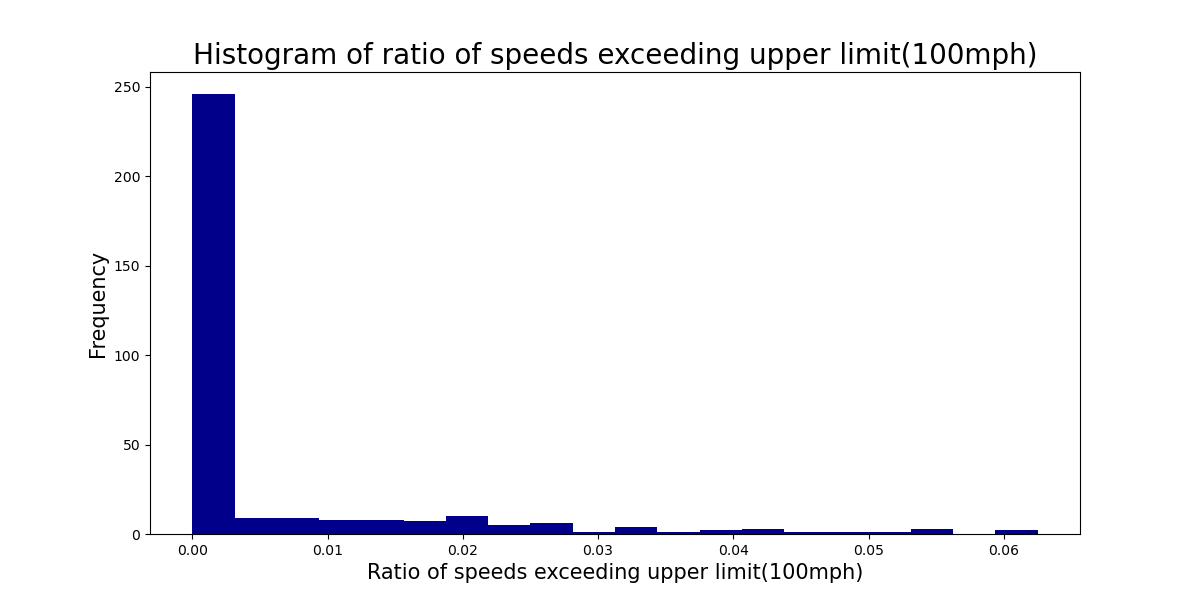 Histogram of ratio of speeds exceeding upper limit(100mph)
250
200
150
100
50
0
Frequency
0.00 0.01 0.02 0.03 0.04 0.05 0.06
Ratio of speeds exceeding upper limit(100mph)